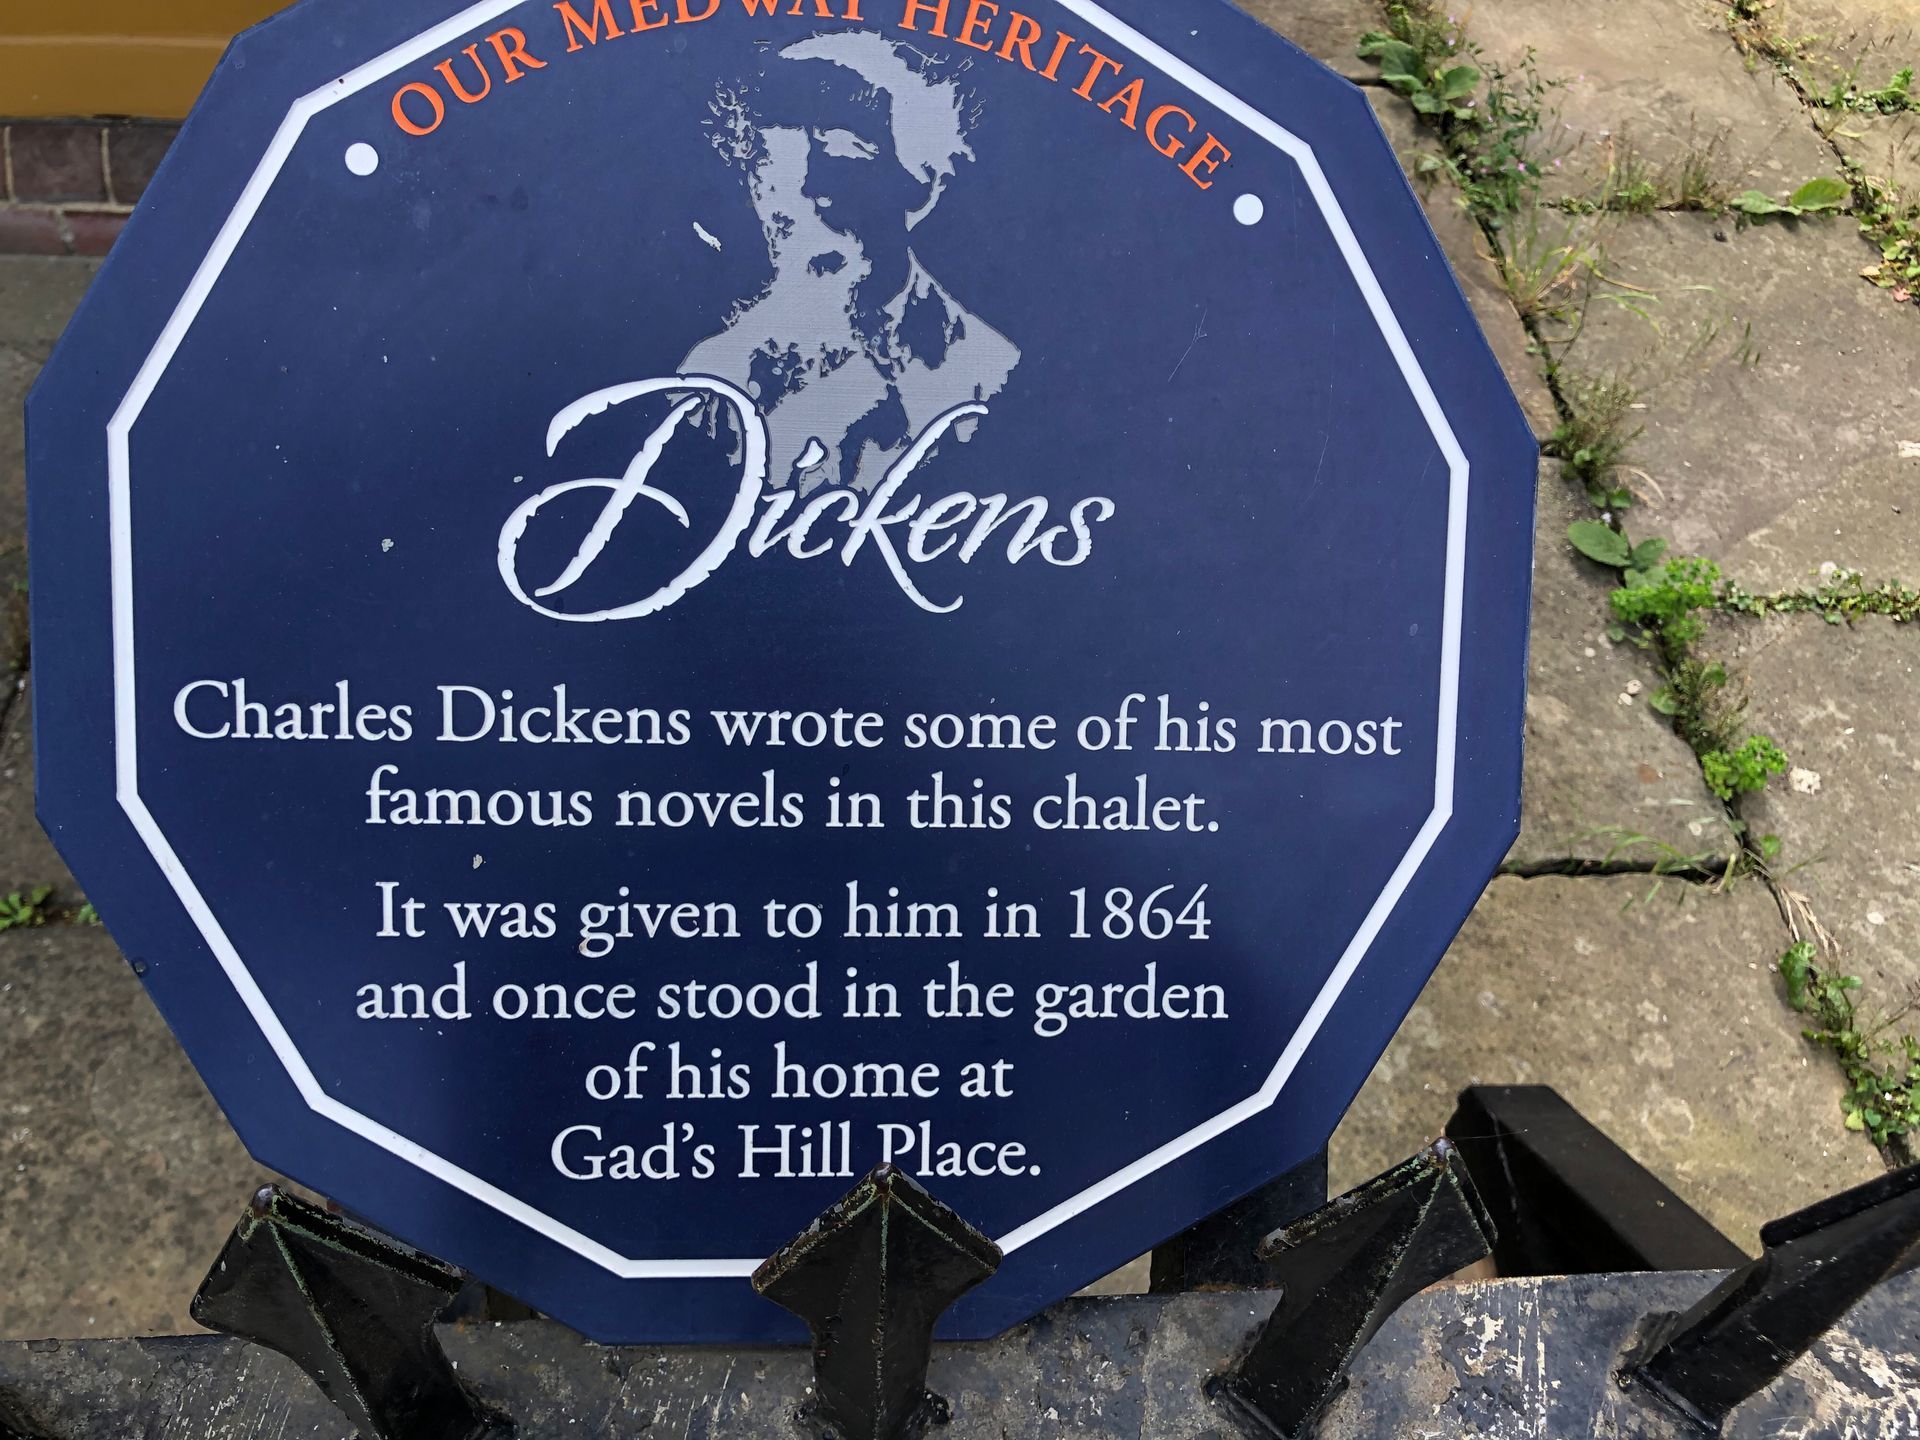 OUR MEDWAY HERITAGE
Dickens
Charles Dickens wrote some of his most
famous novels in this chalet.
It was given to him in 1864
and once stood in the garden
of his home at
Gad's Hill Place.